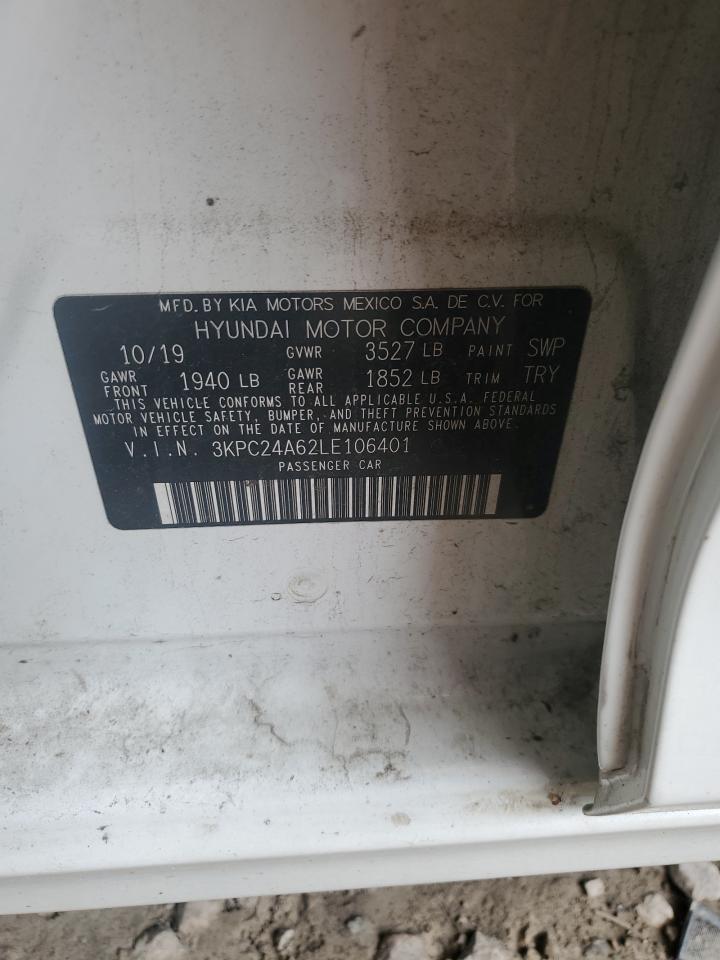 MFD. BY KIA MOTORS MEXICO S.A. DE C.V. FOR
HYUNDAI MOTOR COMPANY
10/19 GVWR 3527 LB PAINT SWP
GAWR FRONT 1940 LB GAWR REAR 1852 LB TRIM TRY
THIS VEHICLE CONFORMS TO ALL APPLICABLE U.S.A. FEDERAL
MOTOR VEHICLE SAFETY, BUMPER, AND THEFT PREVENTION STANDARDS
IN EFFECT ON THE DATE OF MANUFACTURE SHOWN ABOVE.
V.I.N. 3KPC24A62LE106401
PASSENGER CAR